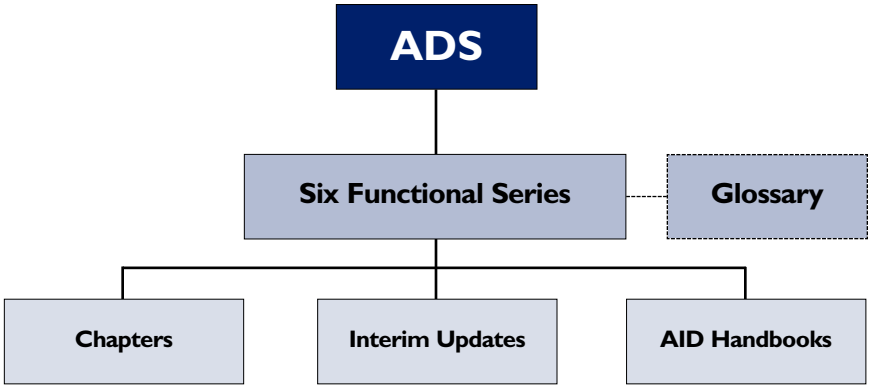 ADS
Six Functional Series
Glossary
Chapters
Interim Updates
AID Handbooks